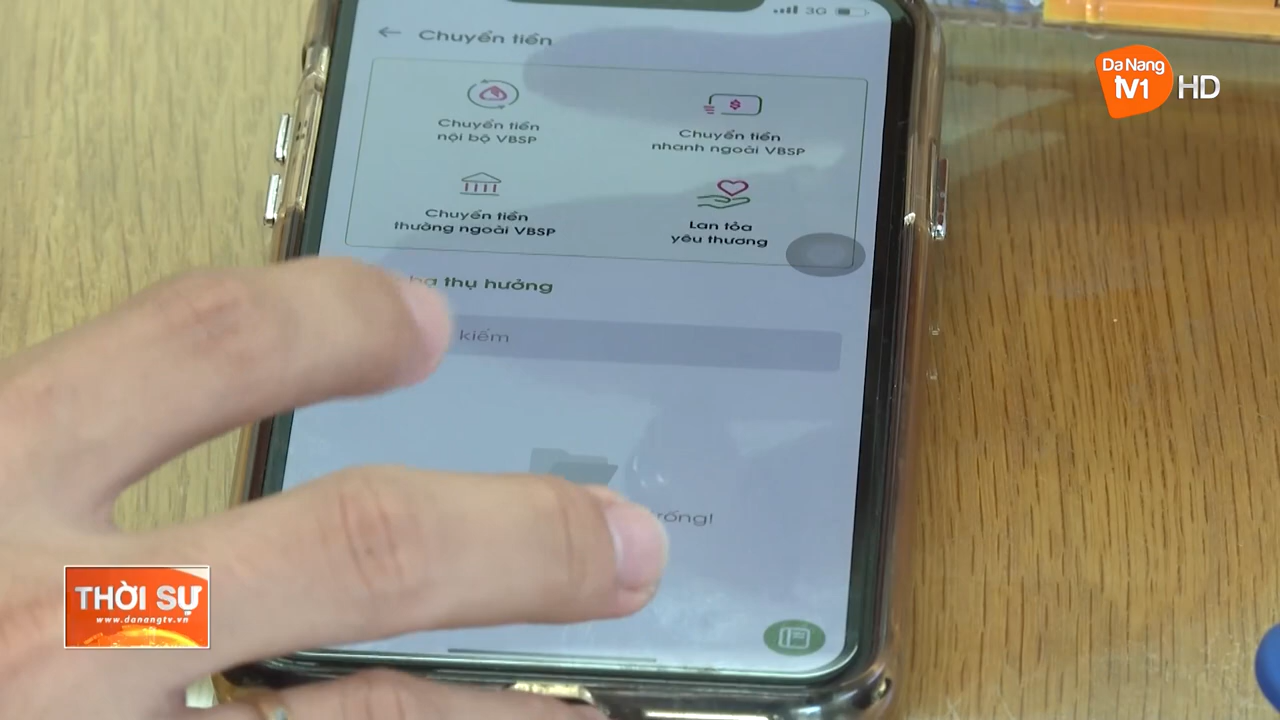 3G
Chuyển tiền
Da Nang
TV1 HD
Chuyển tiền
nội bộ VBSP
Chuyển tiền
nhanh ngoài VBSP
Chuyển tiền
thường ngoài VBSP
Lan tỏa
yêu thương
thụ hưởng
kiếm
THỜI SỰ
www.danangtv.vn